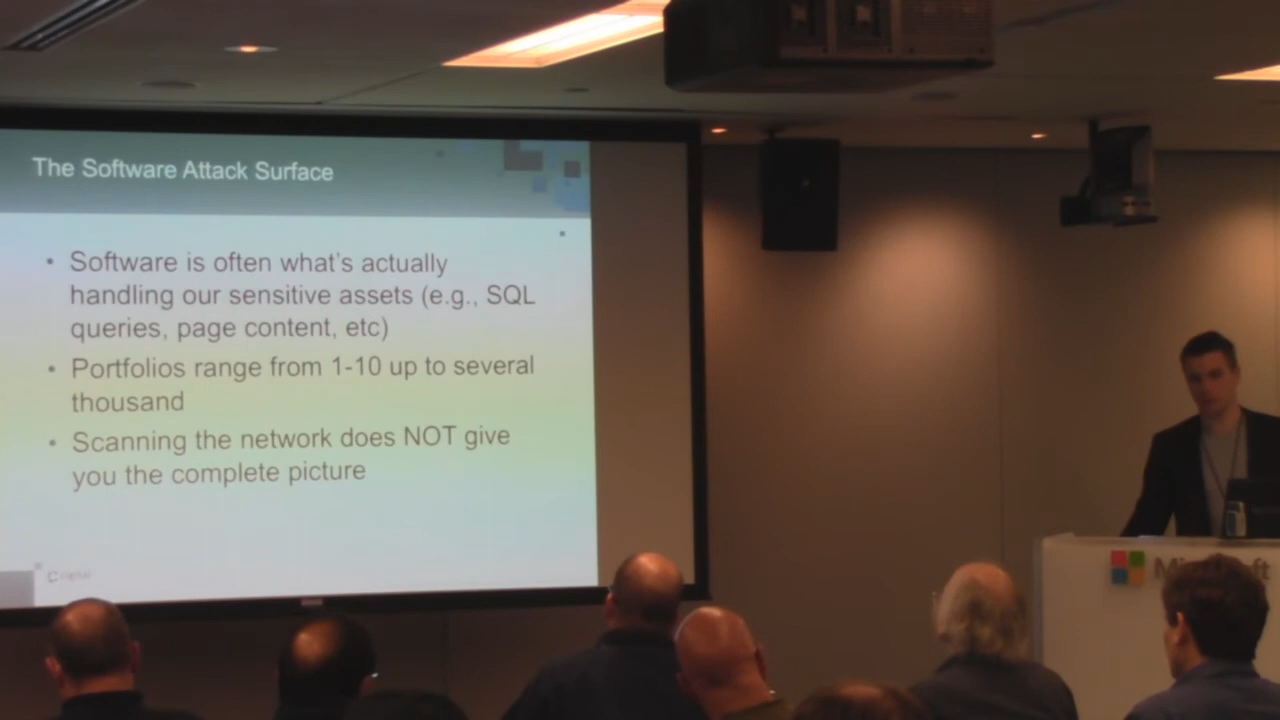 The Software Attack Surface
• Software is often what's actually
handling our sensitive assets (e.g., SQL
queries, page content, etc)
• Portfolios range from 1-10 up to several
thousand
• Scanning the network does NOT give
you the complete picture